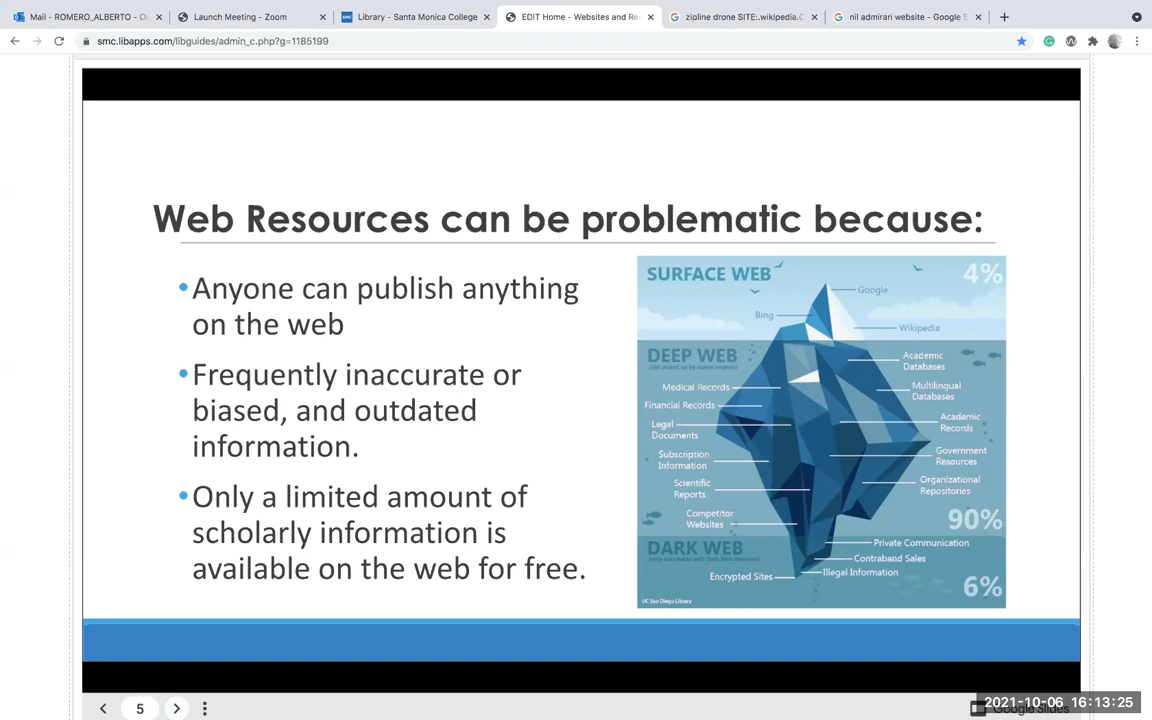 Mail - ROMERO_ALBERTO - Ou
Launch Meeting - Zoom
Library - Santa Monica College
EDIT Home - Websites and Res
zipline drone SITE:.wikipedia.C
nil admirari website - Google S
smc.libapps.com/libguides/admin_c.php?g=1185199
Web Resources can be problematic because:
•Anyone can publish anything
on the web
•Frequently inaccurate or
biased, and outdated
information.
•Only a limited amount of
scholarly information is
available on the web for free.
SURFACE WEB
4%
Google
Bing
Wikipedia
DEEP WEB
Academic
Databases
Medical Records
Multilingual
Databases
Financial Records
Legal
Documents
Academic
Records
Subscription
Information
Government
Resources
Scientific
Reports
Organizational
Repositories
Competitor
Websites
90%
DARK WEB
Private Communication
Contraband Sales
Illegal Information
Encrypted Sites
6%
UC San Diego Library
5
Google Slides
2021-10-06 16:13:25